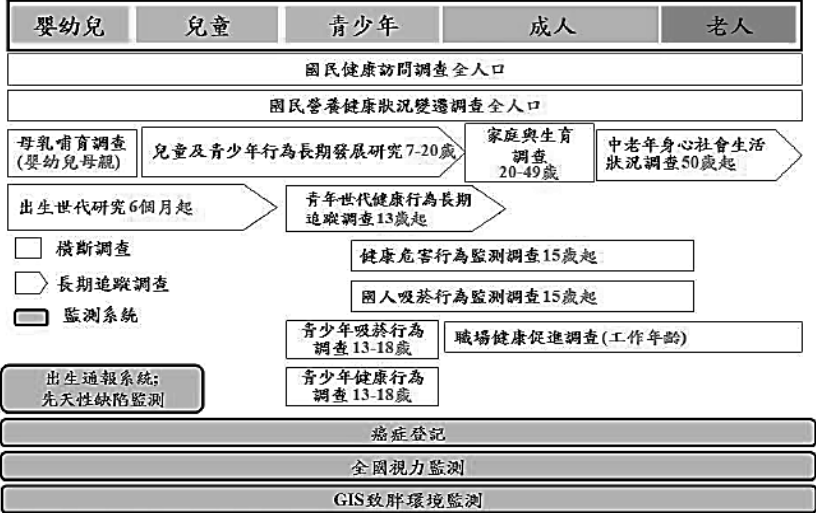 嬰幼兒
兒童
青少年
成人
老人
國民健康訪問調查全人口
國民營養健康狀況變遷調查全人口
母乳哺育調查
(嬰幼兒母親)
兒童及青少年行為長期發展研究7-20歲
家庭與生育
調查
20-49歲
中老年身心社會生活
狀況調查50歲起
出生世代研究6個月起
青年世代健康行為長期
追蹤調查13歲起
橫斷調查
長期追蹤調查
監測系統
健康危害行為監測調查15歲起
國人吸菸行為監測調查15歲起
青少年吸菸行為
調查13-18歲
職場健康促進調查(工作年齡)
青少年健康行為
調查13-18歲
出生通報系統;
先天性缺陷監測
癌症登記
全國視力監測
GIS致胖環境監測